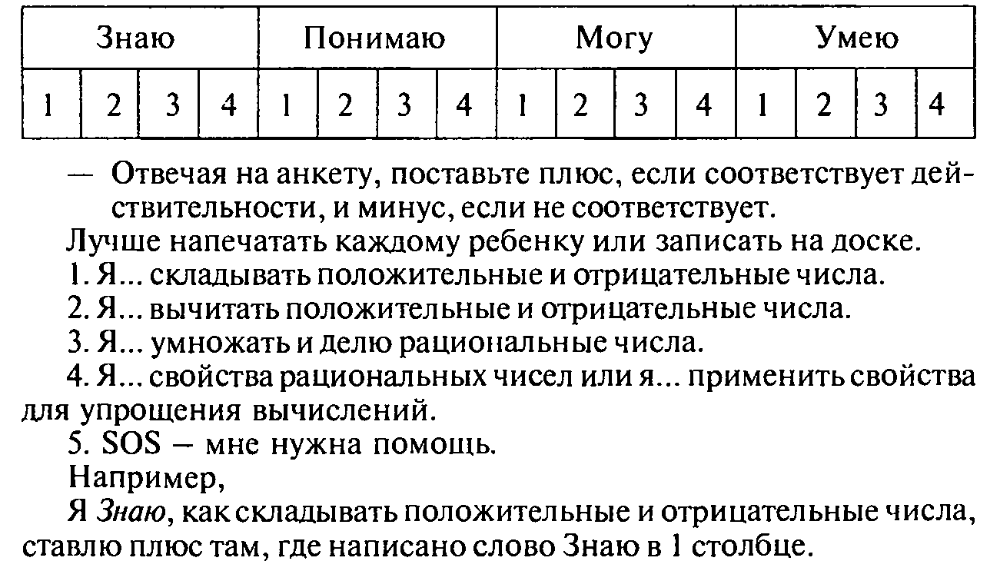 Знаю Понимаю Могу Умею
1 2 3 4 1 2 3 4 1 2 3 4 1 2 3 4
— Отвечая на анкету, поставьте плюс, если соответствует дей-
ствительности, и минус, если не соответствует.
Лучше напечатать каждому ребенку или записать на доске.
1. Я... складывать положительные и отрицательные числа.
2. Я... вычитать положительные и отрицательные числа.
3. Я... умножать и делю рациональные числа.
4. Я... свойства рациональных чисел или я... применить свойства
для упрощения вычислений.
5. SOS – мне нужна помощь.
Например,
Я Знаю, как складывать положительные и отрицательные числа,
ставлю плюс там, где написано слово Знаю в 1 столбце.